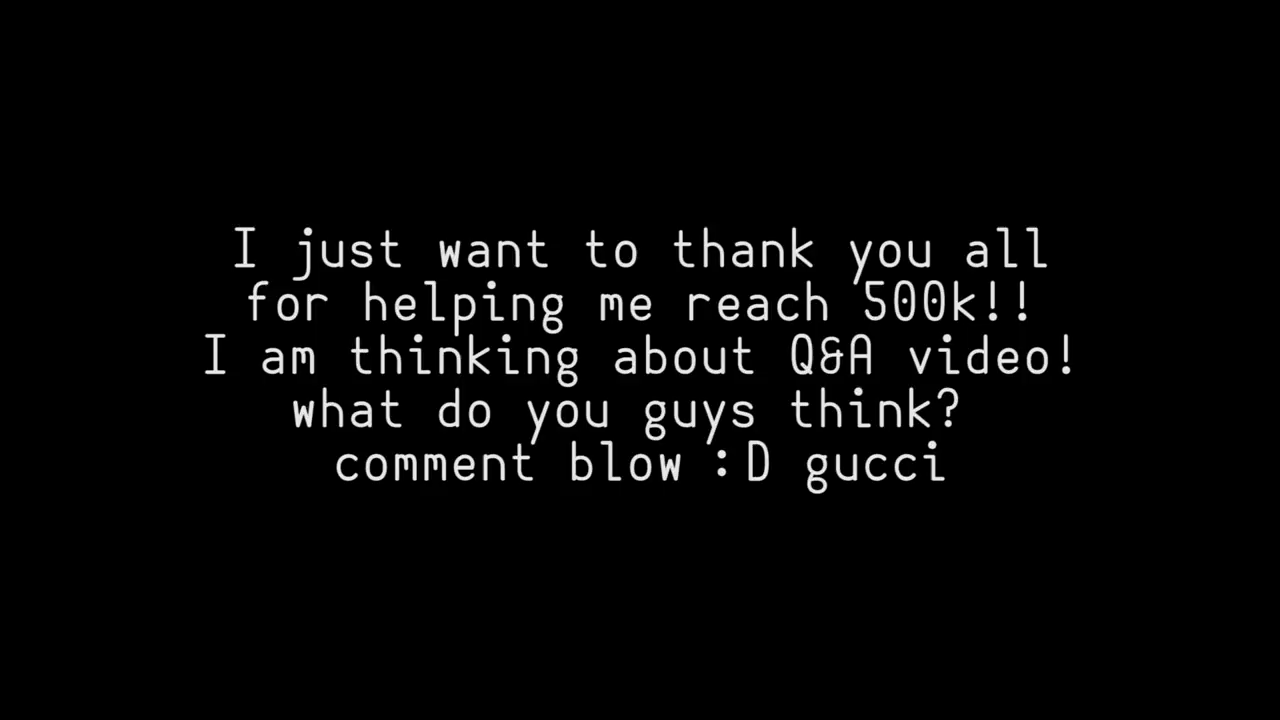 I just want to thank you all
for helping me reach 500k!!
I am thinking about Q&A video!
what do you guys think?
comment blow :D gucci